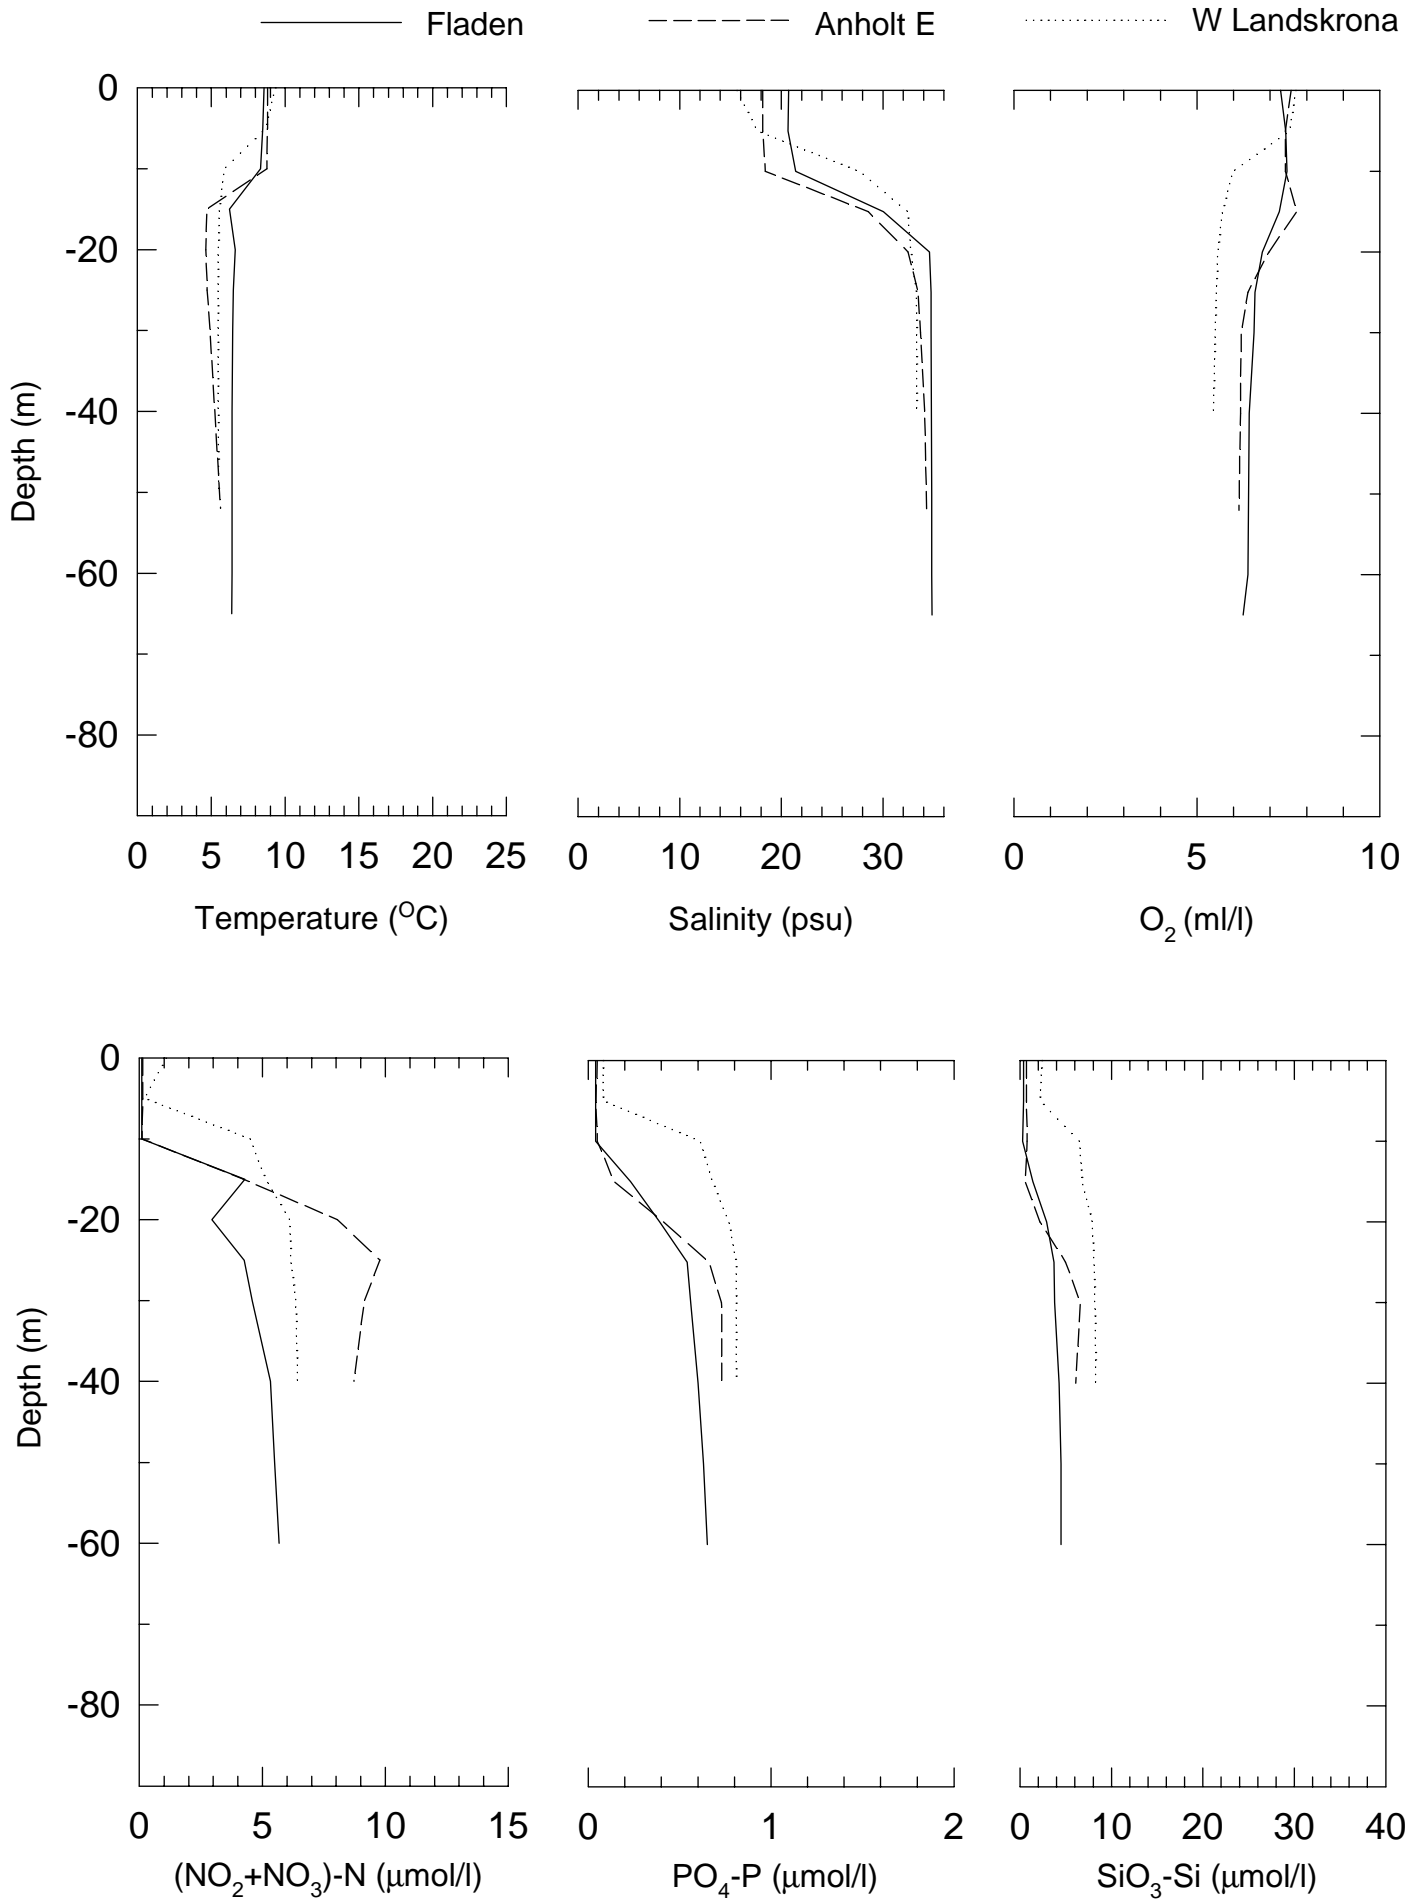 Fladen Anholt E W Landskrona
0
-20
-40
-60
-80
Depth (m)
0 5 10 15 20 25 0 10 20 30 0 5 10
Temperature (OC) Salinity (psu) O2 (ml/l)
0
-20
-40
-60
-80
Depth (m)
0 5 10 15 0 1 2 0 10 20 30 40
(NO2+NO3)-N (μmol/l) PO4-P (μmol/l) SiO3-Si (μmol/l)